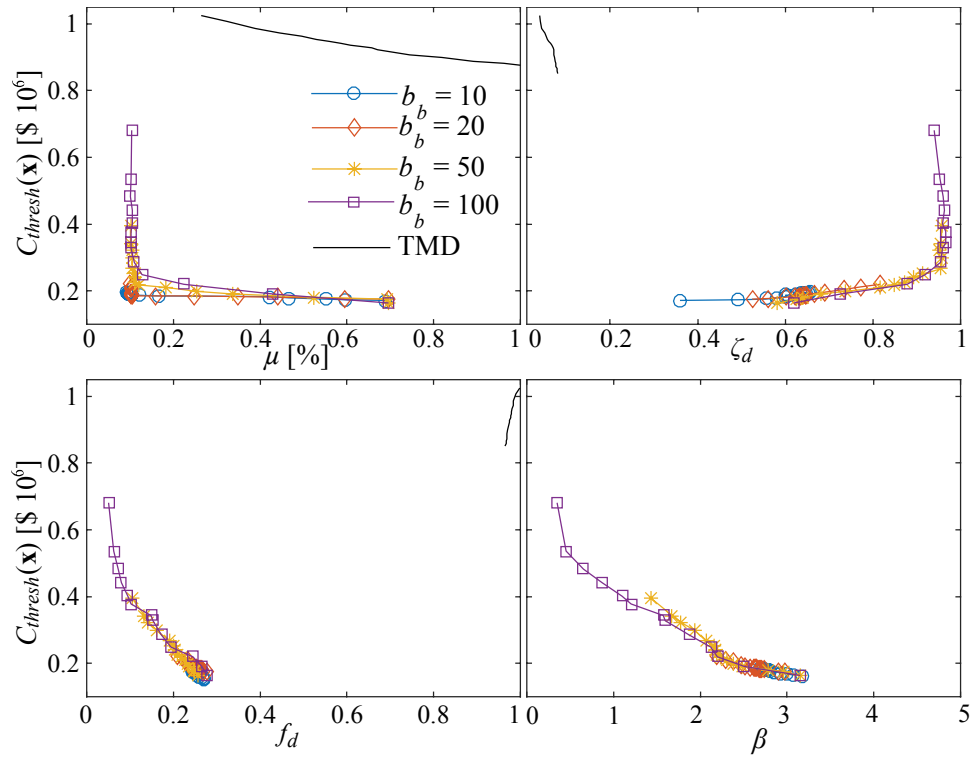 1
0.8
0.6
0.4
0.2
C_thresh(x) [$ 10^6]
0 0.2 0.4 0.6 0.8 1
μ [%]
b_b = 10
b_b = 20
b_b = 50
b_b = 100
TMD
0 0.2 0.4 0.6 0.8 1
ζ_d
1
0.8
0.6
0.4
0.2
C_thresh(x) [$ 10^6]
0 0.2 0.4 0.6 0.8 1
f_d
0 1 2 3 4 5
β